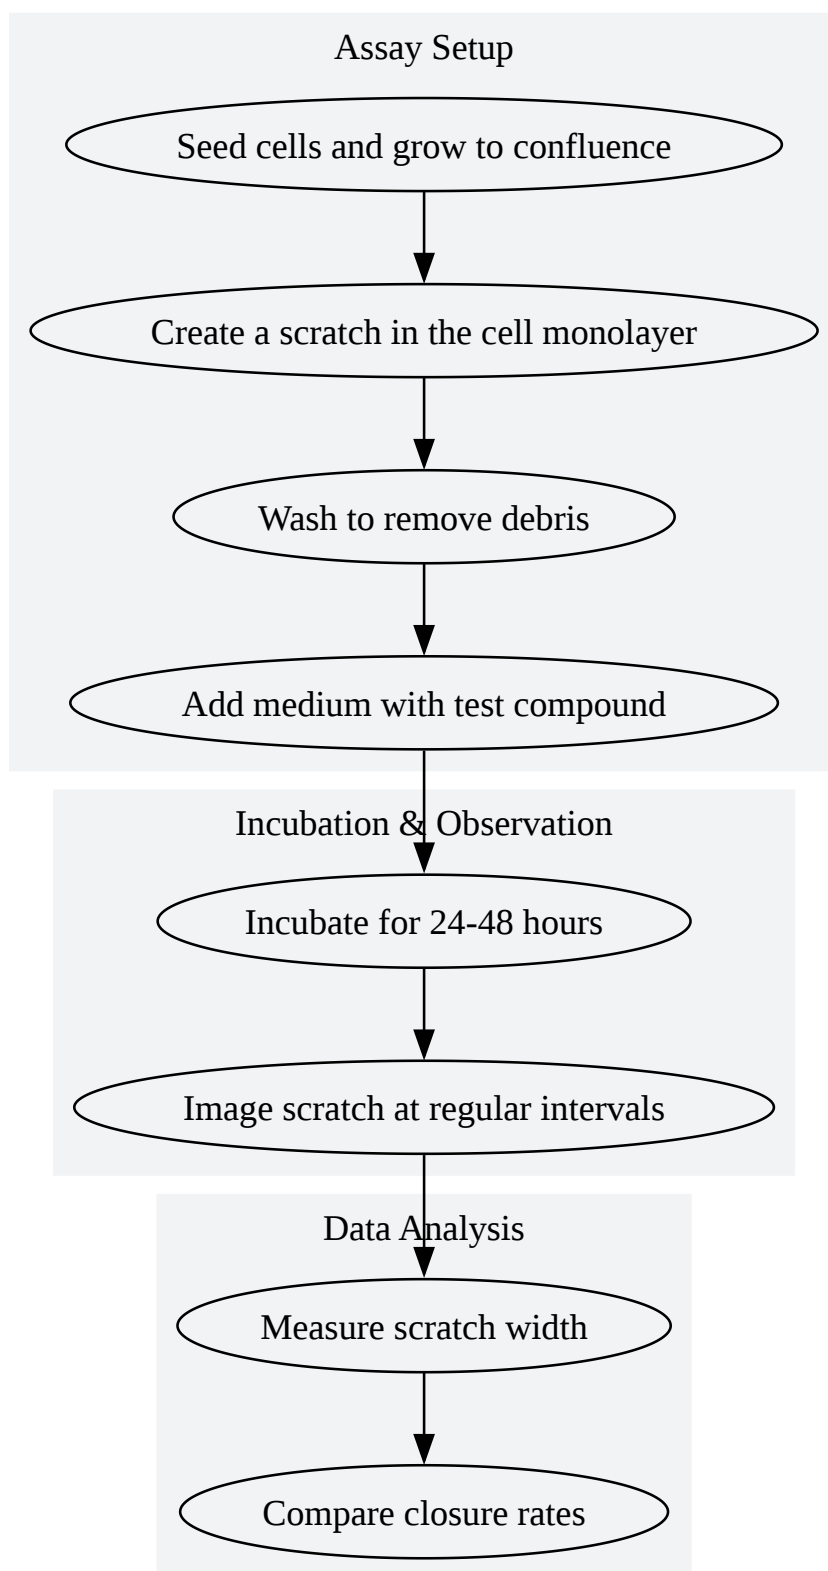 Assay Setup
Seed cells and grow to confluence
Create a scratch in the cell monolayer
Wash to remove debris
Add medium with test compound
Incubation & Observation
Incubate for 24-48 hours
Image scratch at regular intervals
Data Analysis
Measure scratch width
Compare closure rates